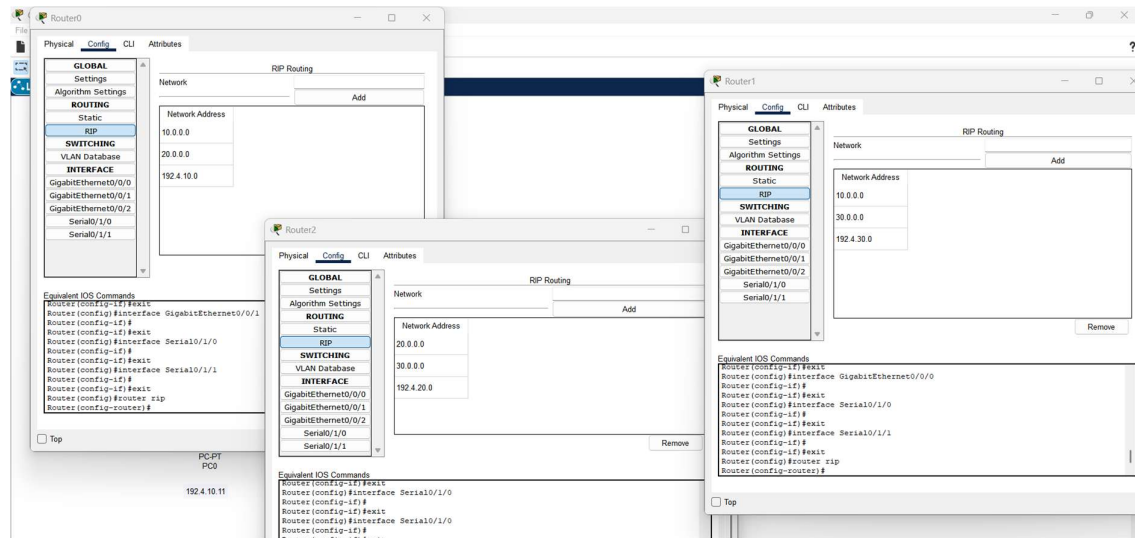 Router0
File
Physical Config CLI Attributes
GLOBAL
Settings
Algorithm Settings
ROUTING
Static
RIP
SWITCHING
VLAN Database
INTERFACE
GigabitEthernet0/0/0
GigabitEthernet0/0/1
GigabitEthernet0/0/2
Serial0/1/0
Serial0/1/1
RIP Routing
Network
Add
Network Address
10.0.0.0
20.0.0.0
192.4.10.0
Equivalent IOS Commands
Router(config-if)#exit
Router(config)#interface GigabitEthernet0/0/1
Router(config-if)#
Router(config-if)#exit
Router(config)#interface Serial0/1/0
Router(config-if)#
Router(config-if)#exit
Router(config)#interface Serial0/1/1
Router(config-if)#
Router(config-if)#exit
Router(config)#router rip
Router(config-router)#
Top
PC-PT
PC0
192.4.10.11
Router2
Physical Config CLI Attributes
GLOBAL
Settings
Algorithm Settings
ROUTING
Static
RIP
SWITCHING
VLAN Database
INTERFACE
GigabitEthernet0/0/0
GigabitEthernet0/0/1
GigabitEthernet0/0/2
Serial0/1/0
Serial0/1/1
RIP Routing
Network
Add
Network Address
20.0.0.0
30.0.0.0
192.4.20.0
Remove
Equivalent IOS Commands
Router(config-if)#exit
Router(config)#interface Serial0/1/0
Router(config-if)#
Router(config-if)#exit
Router(config)#interface Serial0/1/0
Router(config-if)#
Router1
?
Physical Config CLI Attributes
GLOBAL
Settings
Algorithm Settings
ROUTING
Static
RIP
SWITCHING
VLAN Database
INTERFACE
GigabitEthernet0/0/0
GigabitEthernet0/0/1
GigabitEthernet0/0/2
Serial0/1/0
Serial0/1/1
RIP Routing
Network
Add
Network Address
10.0.0.0
30.0.0.0
192.4.30.0
Remove
Equivalent IOS Commands
Router(config-if)#exit
Router(config)#interface GigabitEthernet0/0/0
Router(config-if)#
Router(config-if)#exit
Router(config)#interface Serial0/1/0
Router(config-if)#
Router(config-if)#exit
Router(config)#interface Serial0/1/1
Router(config-if)#
Router(config-if)#exit
Router(config)#router rip
Router(config-router)#
Top